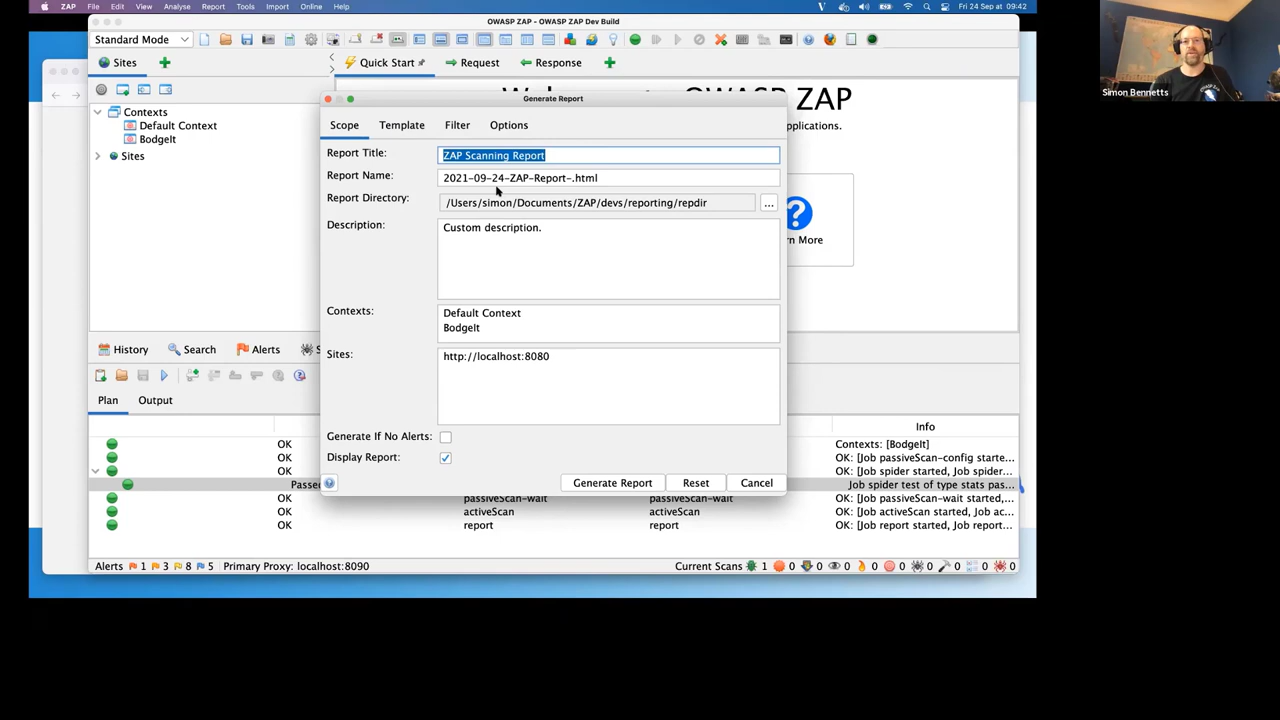 ZAP File Edit View Analyse Report Tools Import Online Help
Fri 24 Sep at 09:42
OWASP ZAP - OWASP ZAP Dev Build
Standard Mode
Sites
Quick Start
Request
Response
Simon Bennetts
Contexts
Default Context
BodgeIt
Sites
OWASP ZAP
applications.
Generate Report
Scope Template Filter Options
Report Title: ZAP Scanning Report
Report Name: 2021-09-24-ZAP-Report-.html
Report Directory: /Users/simon/Documents/ZAP/devs/reporting/repdir ...
Description: Custom description.
Contexts: Default Context
BodgeIt
Sites: http://localhost:8080
Generate If No Alerts:
Display Report:
Generate Report Reset Cancel
History Search Alerts
Plan Output
Info
OK Contexts: [BodgeIt]
OK OK: [Job passiveScan-config starte...
OK OK: [Job spider started, Job spider...
Passed Job spider test of type stats pas...
OK passiveScan-wait passiveScan-wait OK: [Job passiveScan-wait started,...
OK activeScan activeScan OK: [Job activeScan started, Job ac...
OK report report OK: [Job report started, Job report...
Alerts 1 3 8 5 Primary Proxy: localhost:8090
Current Scans 1 0 0 0 0 0 0 0 0 0